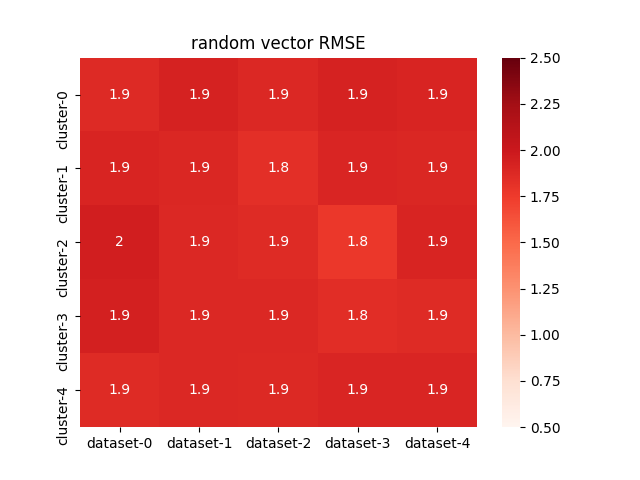 random vector RMSE
cluster-0 1.9 1.9 1.9 1.9 1.9
cluster-1 1.9 1.9 1.8 1.9 1.9
cluster-2 2 1.9 1.9 1.8 1.9
cluster-3 1.9 1.9 1.9 1.8 1.9
cluster-4 1.9 1.9 1.9 1.9 1.9
dataset-0 dataset-1 dataset-2 dataset-3 dataset-4
2.50
2.25
2.00
1.75
1.50
1.25
1.00
0.75
0.50